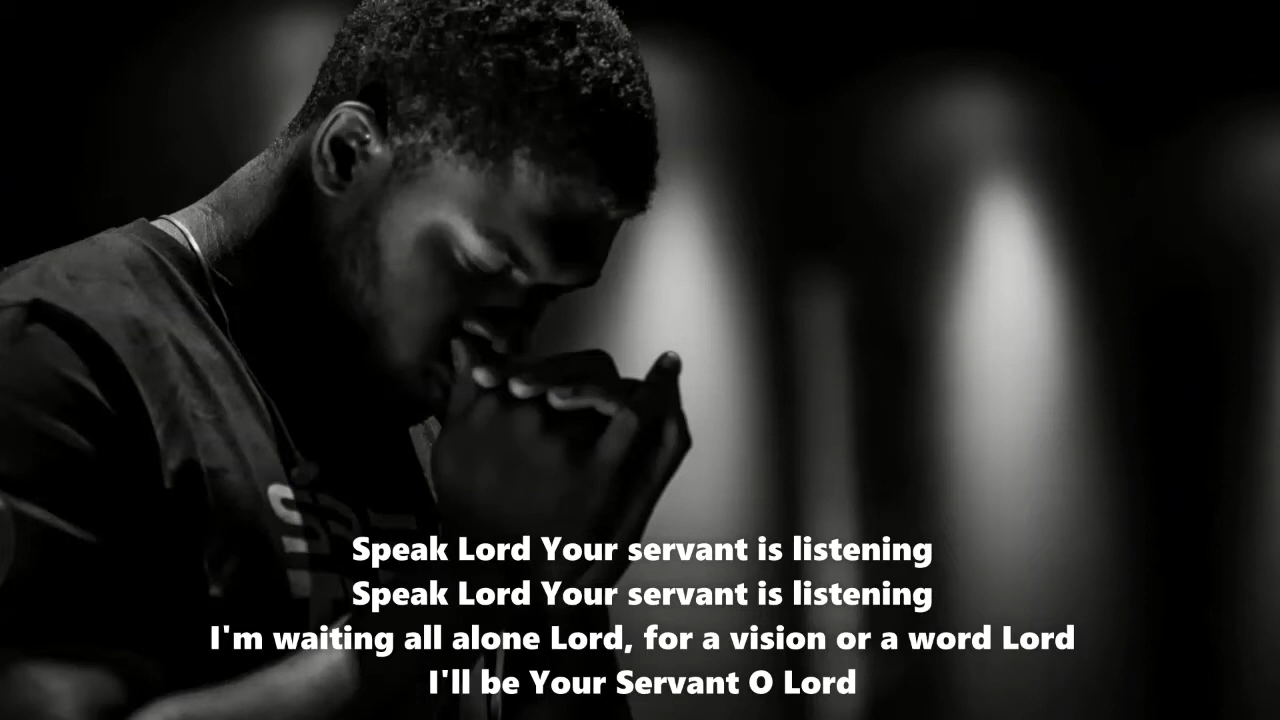 Speak Lord Your servant is listening
Speak Lord Your servant is listening
I'm waiting all alone Lord, for a vision or a word Lord
I'll be Your Servant O Lord